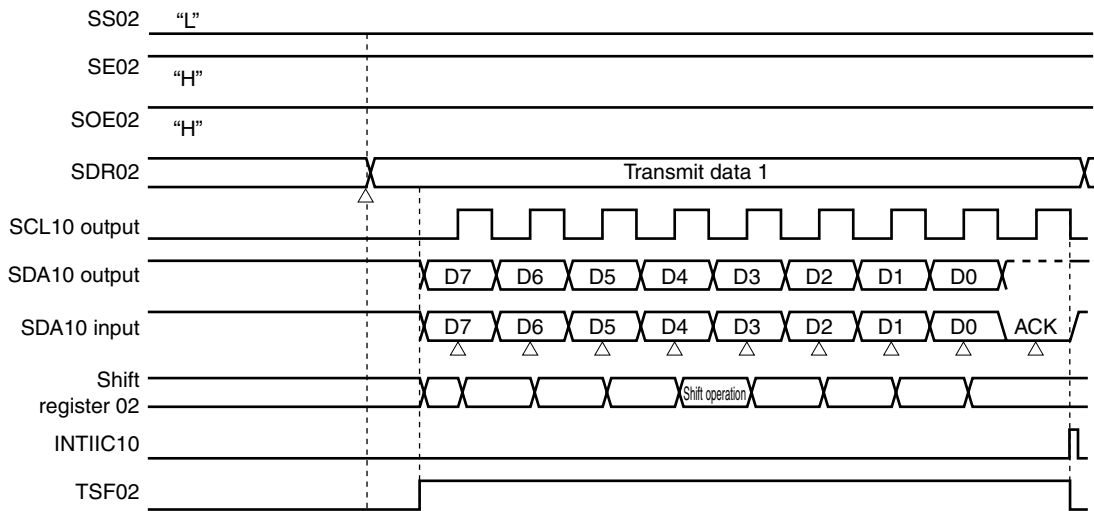 SS02 “L”
SE02 “H”
SOE02 “H”
SDR02 Transmit data 1
SCL10 output
SDA10 output D7 D6 D5 D4 D3 D2 D1 D0
SDA10 input D7 D6 D5 D4 D3 D2 D1 D0 ACK
Shift
register 02 Shift operation
INTIIC10
TSF02